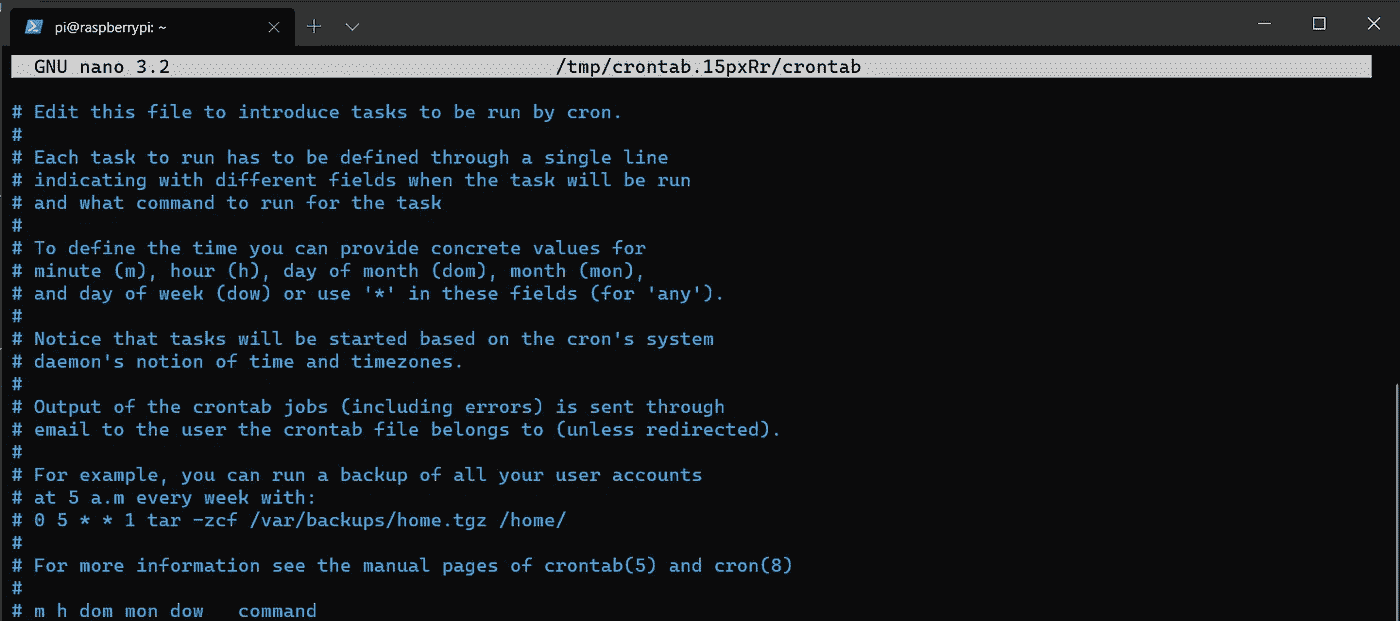 pi@raspberrypi: ~
GNU nano 3.2 /tmp/crontab.15pxRr/crontab
# Edit this file to introduce tasks to be run by cron.
#
# Each task to run has to be defined through a single line
# indicating with different fields when the task will be run
# and what command to run for the task
#
# To define the time you can provide concrete values for
# minute (m), hour (h), day of month (dom), month (mon),
# and day of week (dow) or use '*' in these fields (for 'any').
#
# Notice that tasks will be started based on the cron's system
# daemon's notion of time and timezones.
#
# Output of the crontab jobs (including errors) is sent through
# email to the user the crontab file belongs to (unless redirected).
#
# For example, you can run a backup of all your user accounts
# at 5 a.m every week with:
# 0 5 * * 1 tar -zcf /var/backups/home.tgz /home/
#
# For more information see the manual pages of crontab(5) and cron(8)
#
# m h dom mon dow   command